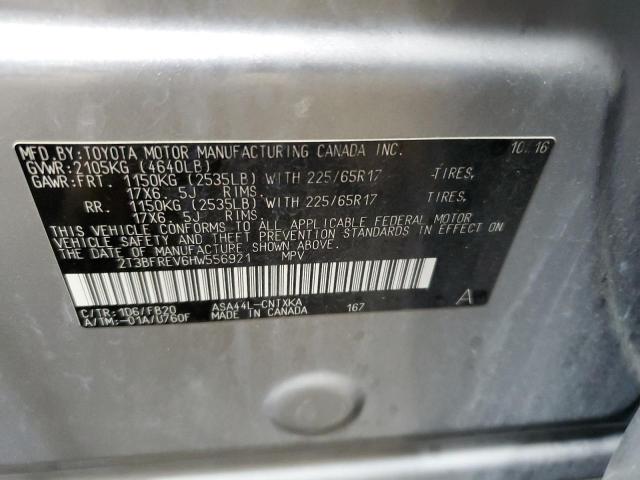 MFD.BY:TOYOTA MOTOR MANUFACTURING CANADA INC. 10/16
GVWR:2105KG (4640LB)
GAWR:FRT. 1150KG (2535LB) WITH 225/65R17 TIRES,
17X6.5J RIMS.
RR. 1150KG (2535LB) WITH 225/65R17 TIRES,
17X6.5J RIMS.
THIS VEHICLE CONFORMS TO ALL APPLICABLE FEDERAL MOTOR
VEHICLE SAFETY AND THEFT PREVENTION STANDARDS IN EFFECT ON
THE DATE OF MANUFACTURE SHOWN ABOVE.
2T3BFREV6HW556921 MPV
A
C/TR:1D6/FB20 ASA44L-CNTXKA 167
A/TM:-01A/U760F MADE IN CANADA